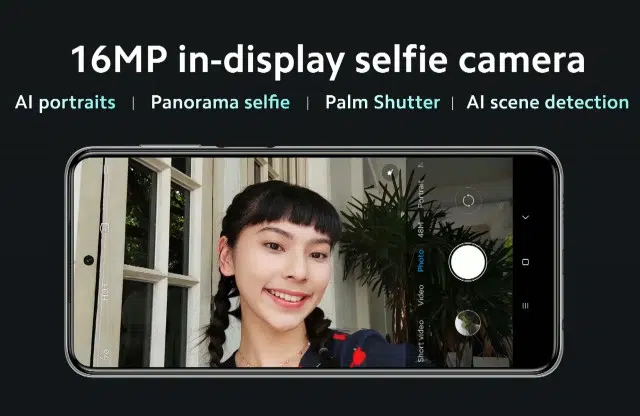 16MP in-display selfie camera
AI portraits | Panorama selfie | Palm Shutter | AI scene detection
Portrait
48M
Photo
Video
Short video